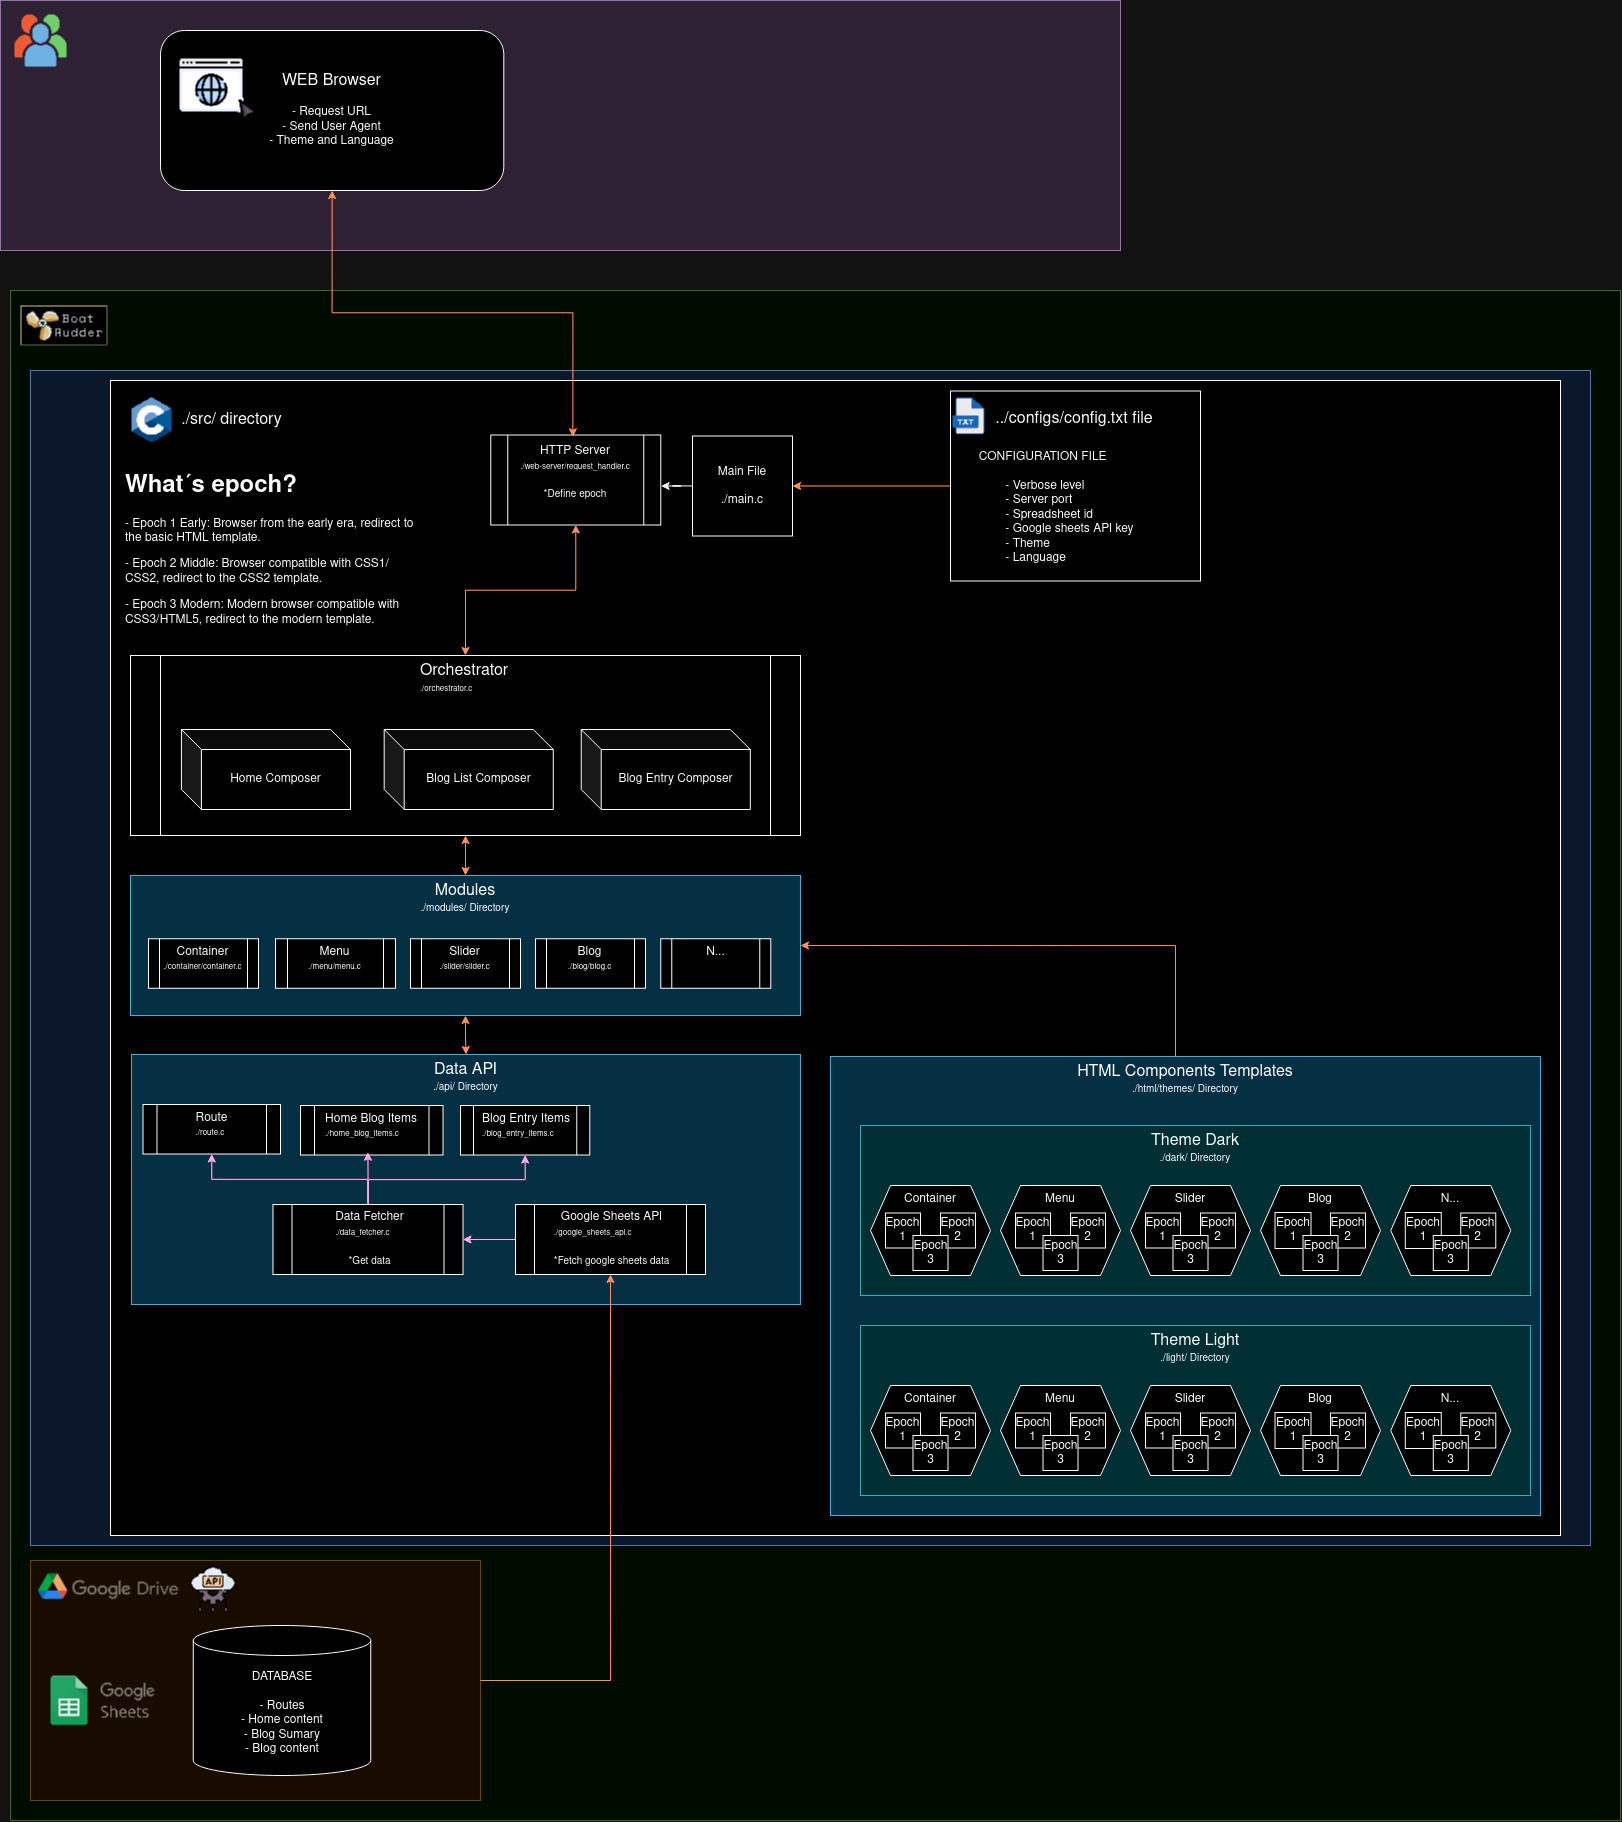 WEB Browser
- Request URL
- Send User Agent
- Theme and Language
Boat
Rudder
./src/ directory
What´s epoch?
- Epoch 1 Early: Browser from the early era, redirect to
the basic HTML template.
- Epoch 2 Middle: Browser compatible with CSS1/
CSS2, redirect to the CSS2 template.
- Epoch 3 Modern: Modern browser compatible with
CSS3/HTML5, redirect to the modern template.
HTTP Server
./web-server/request_handler.c
*Define epoch
Main File
./main.c
TXT
../configs/config.txt file
CONFIGURATION FILE
- Verbose level
- Server port
- Spreadsheet id
- Google sheets API key
- Theme
- Language
Orchestrator
./orchestrator.c
Home Composer
Blog List Composer
Blog Entry Composer
Modules
./modules/ Directory
Container
./container/container.c
Menu
./menu/menu.c
Slider
./slider/slider.c
Blog
./blog/blog.c
N...
Data API
./api/ Directory
Route
./route.c
Home Blog Items
./home_blog_items.c
Blog Entry Items
./blog_entry_items.c
Data Fetcher
./data_fetcher.c
*Get data
Google Sheets API
./google_sheets_api.c
*Fetch google sheets data
HTML Components Templates
./html/themes/ Directory
Theme Dark
./dark/ Directory
Container
Epoch
1
Epoch
2
Epoch
3
Menu
Epoch
1
Epoch
2
Epoch
3
Slider
Epoch
1
Epoch
2
Epoch
3
Blog
Epoch
1
Epoch
2
Epoch
3
N...
Epoch
1
Epoch
2
Epoch
3
Theme Light
./light/ Directory
Container
Epoch
1
Epoch
2
Epoch
3
Menu
Epoch
1
Epoch
2
Epoch
3
Slider
Epoch
1
Epoch
2
Epoch
3
Blog
Epoch
1
Epoch
2
Epoch
3
N...
Epoch
1
Epoch
2
Epoch
3
Google Drive
API
Google
Sheets
DATABASE
- Routes
- Home content
- Blog Sumary
- Blog content